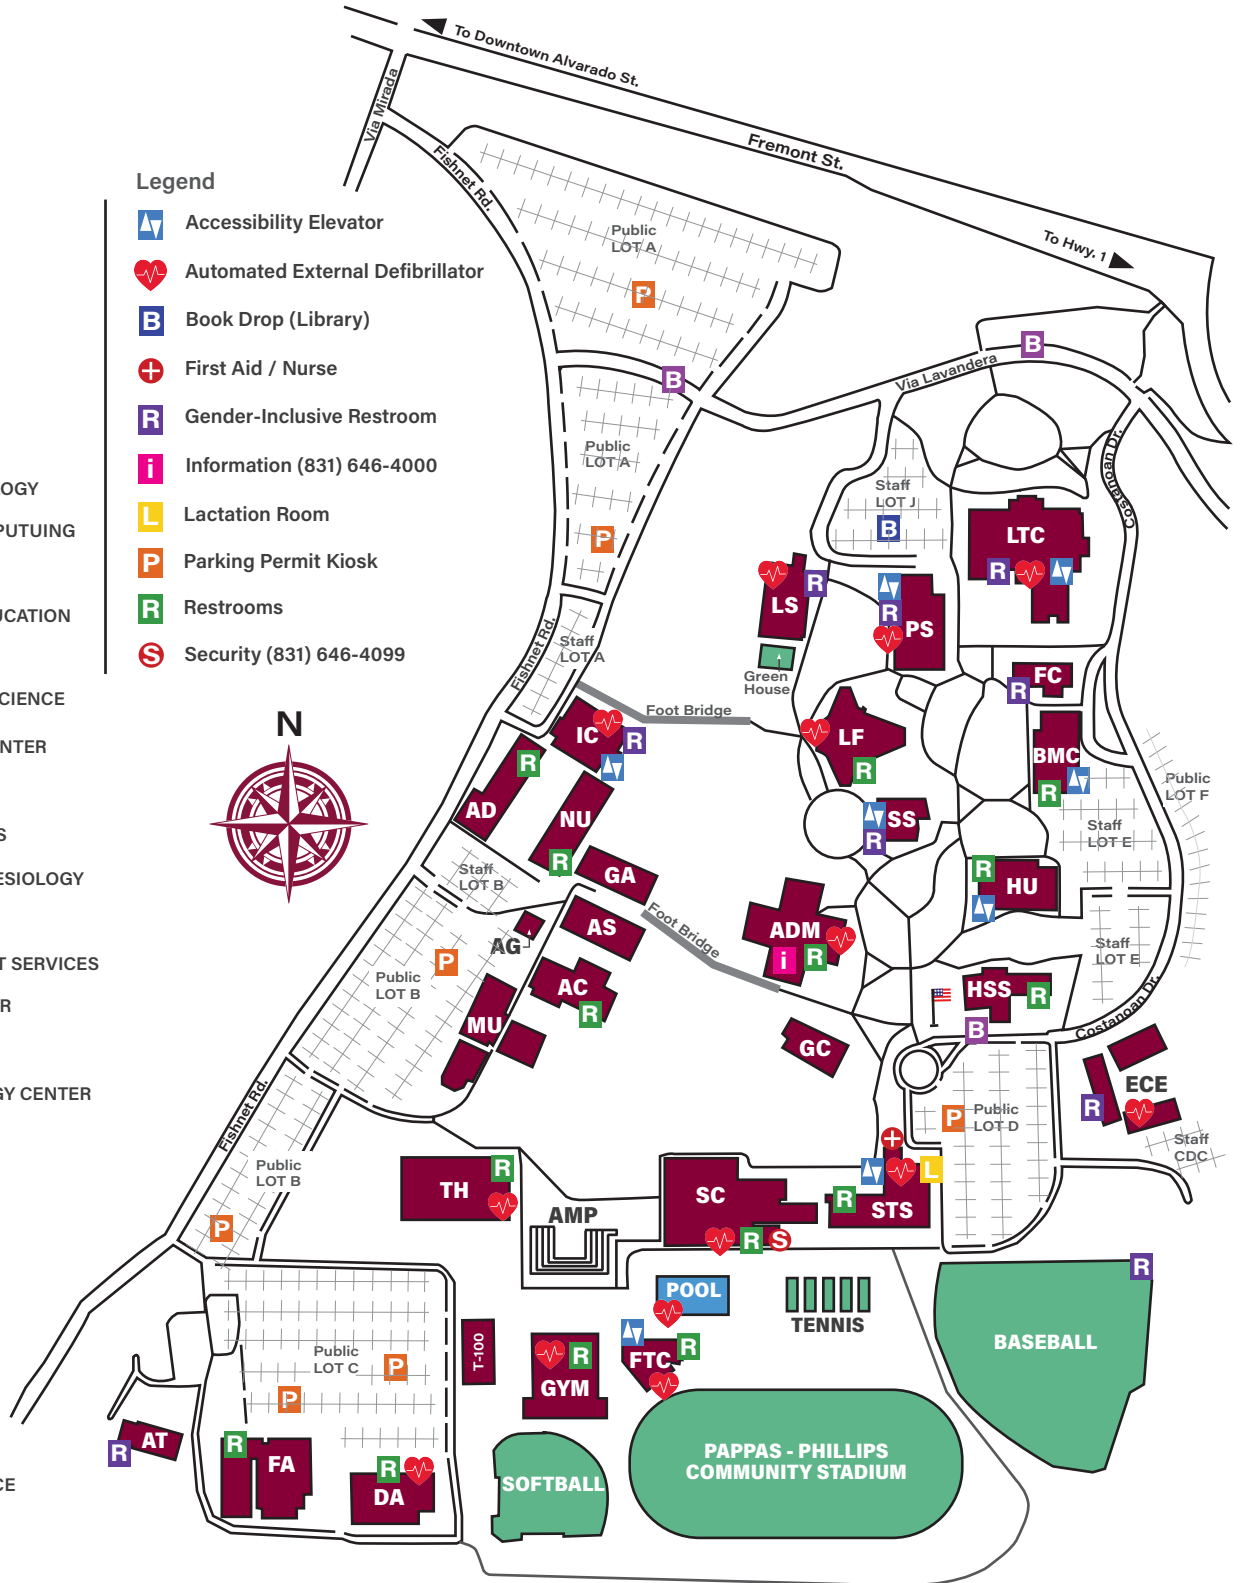 To Downtown Alvarado St.
Via Mirada
Fremont St.
Fishnet Rd.
To Hwy. 1
Legend
Accessibility Elevator
Automated External Defibrillator
B Book Drop (Library)
First Aid / Nurse
R Gender-Inclusive Restroom
i Information (831) 646-4000
L Lactation Room
P Parking Permit Kiosk
R Restrooms
S Security (831) 646-4099
OGY
PUTUING
UCATION
CIENCE
NTER
S
ESIOLOGY
T SERVICES
R
GY CENTER
CE
N
Public
LOT A
P
B
B
Via Lavandera
Public
LOT A
P
Costanoan Dr.
Staff
LOT J
B
LTC
R
LS
R
R
PS
Green
House
Fishnet Rd.
Staff
LOT A
Foot Bridge
FC
R
IC
R
LF
R
BMC
R
Public
LOT F
AD
R
NU
R
SS
R
Staff
LOT E
GA
Staff
LOT B
HU
R
AS
AG
Foot Bridge
ADM
i
R
Staff
LOT E
Public
LOT B
P
AC
R
MU
HSS
R
B
Costanoan Dr.
GC
ECE
R
Staff
CDC
Public
LOT D
P
Fishnet Rd.
Public
LOT B
P
TH
R
AMP
SC
R
S
STS
R
L
POOL
TENNIS
BASEBALL
R
Public
LOT C
P
P
T-100
GYM
R
FTC
R
AT
R
FA
R
DA
R
SOFTBALL
PAPPAS - PHILLIPS
COMMUNITY STADIUM